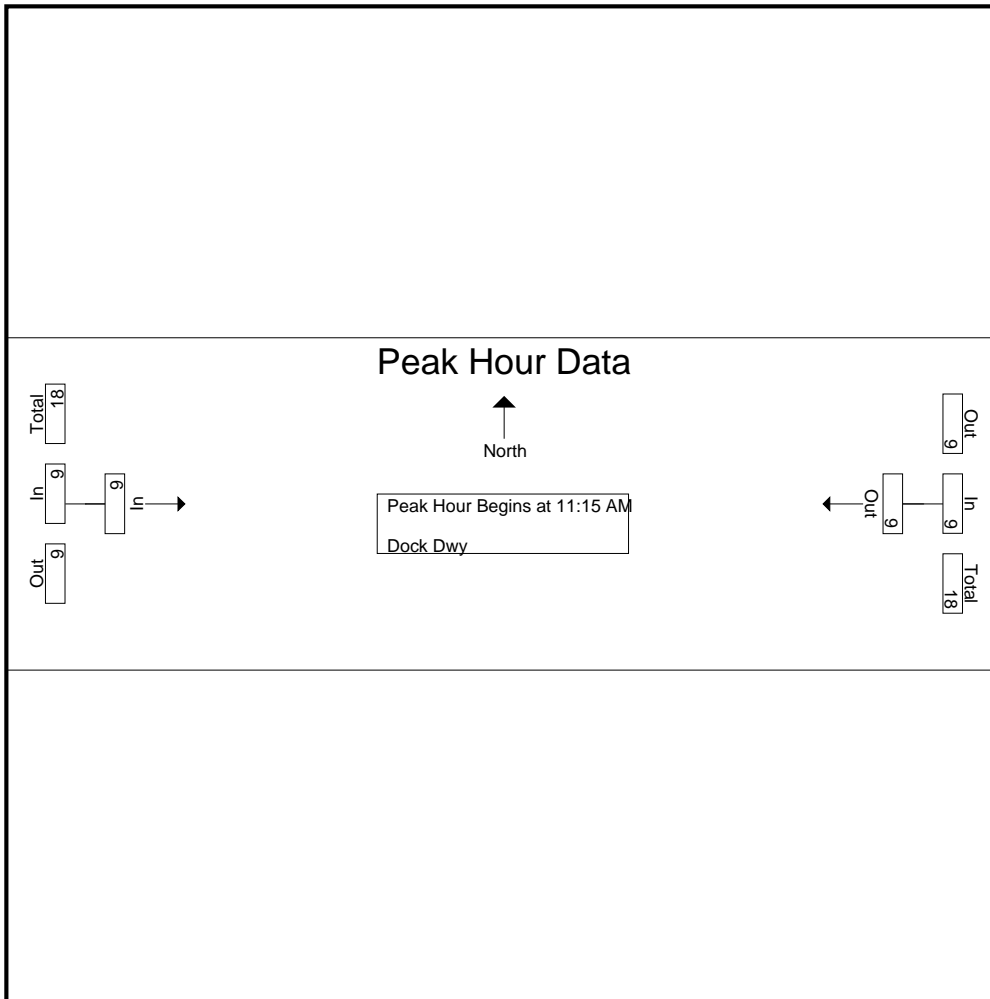 Peak Hour Data
North
Peak Hour Begins at 11:15 AM
Dock Dwy
Total
18
In
9
Out
9
In
9
Out
9
In
9
Total
18
Out
9